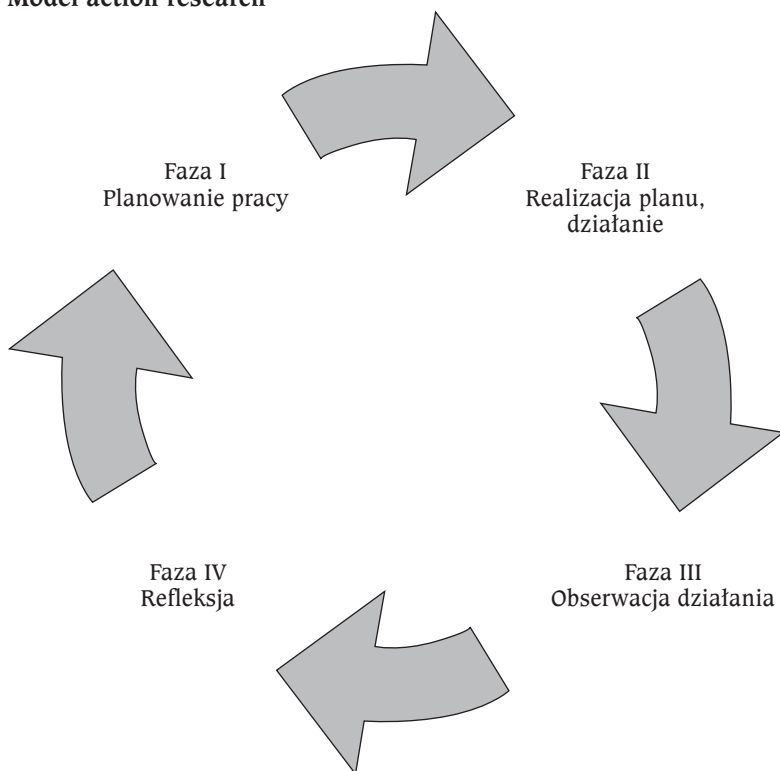 Model action research
Faza I
Planowanie pracy
Faza II
Realizacja planu,
działanie
Faza III
Obserwacja działania
Faza IV
Refleksja